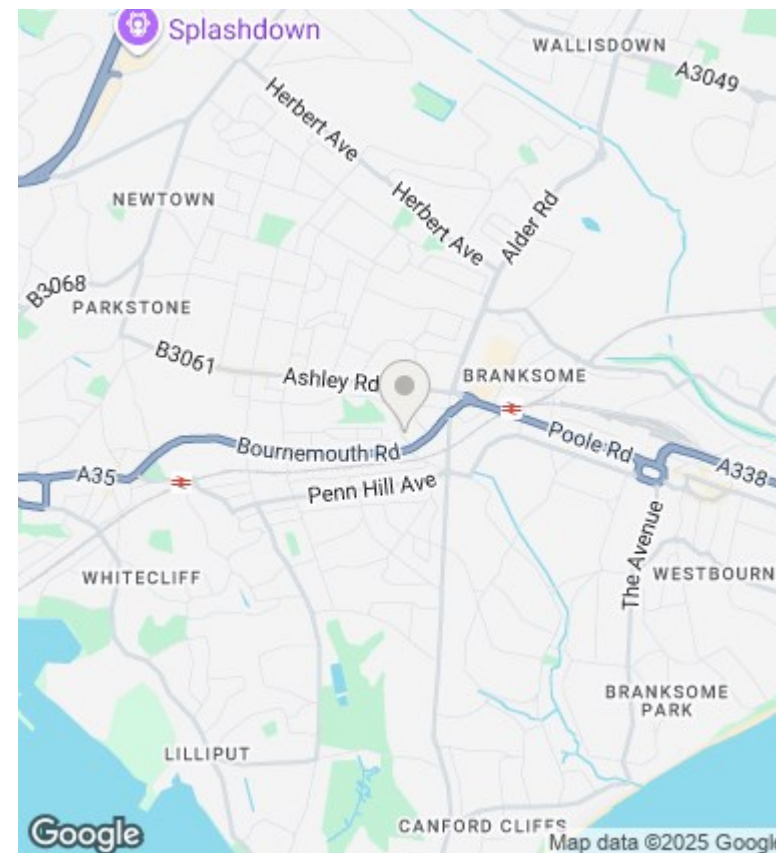 Splashdown
WALLISDOWN
A3049
Herbert Ave
Herbert Ave
Alder Rd
NEWTOWN
B3068
PARKSTONE
B3061
Ashley Rd
BRANKSOME
Bournemouth Rd
Poole Rd
A35
A338
Penn Hill Ave
The Avenue
WHITECLIFF
WESTBOURN
BRANKSOME
PARK
LILLIPUT
CANFORD CLIFFS
Google
Map data ©2025 Google